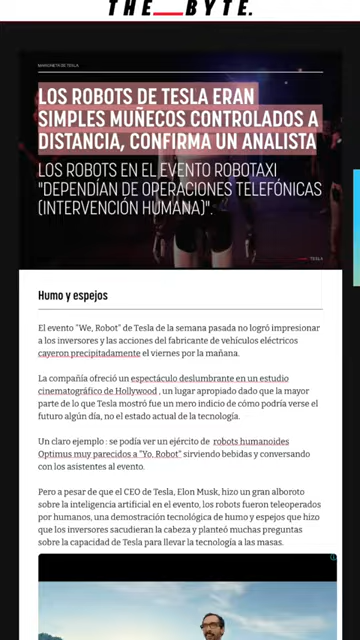 THE__BYTE.
MARIONETA DE TESLA
LOS ROBOTS DE TESLA ERAN
SIMPLES MUÑECOS CONTROLADOS A
DISTANCIA, CONFIRMA UN ANALISTA
LOS ROBOTS EN EL EVENTO ROBOTAXI
"DEPENDÍAN DE OPERACIONES TELEFÓNICAS
(INTERVENCIÓN HUMANA)".
TESLA
Humo y espejos
El evento "We, Robot" de Tesla de la semana pasada no logró impresionar
a los inversores y las acciones del fabricante de vehículos eléctricos
cayeron precipitadamente el viernes por la mañana.
La compañía ofreció un espectáculo deslumbrante en un estudio
cinematográfico de Hollywood , un lugar apropiado dado que la mayor
parte de lo que Tesla mostró fue un mero indicio de cómo podría verse el
futuro algún día, no el estado actual de la tecnología.
Un claro ejemplo : se podía ver un ejército de robots humanoides
Optimus muy parecidos a "Yo, Robot" sirviendo bebidas y conversando
con los asistentes al evento.
Pero a pesar de que el CEO de Tesla, Elon Musk, hizo un gran alboroto
sobre la inteligencia artificial en el evento, los robots fueron teleoperados
por humanos, una demostración tecnológica de humo y espejos que hizo
que los inversores sacudieran la cabeza y planteó muchas preguntas
sobre la capacidad de Tesla para llevar la tecnología a las masas.